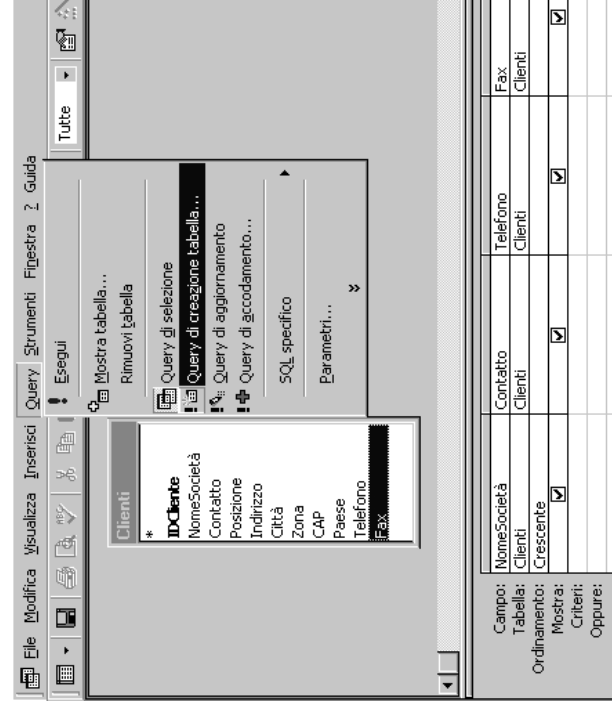 File Modifica Visualizza Inserisci Query Strumenti Finestra ? Guida
Tutte
Esegui
Mostra tabella...
Rimuovi tabella
Query di selezione
Query di creazione tabella...
Query di aggiornamento
Query di accodamento...
SQL specifico
Parametri...
Clienti
*
IDCliente
NomeSocietà
Contatto
Posizione
Indirizzo
Città
Zona
CAP
Paese
Telefono
Fax
Campo: NomeSocietà Contatto Telefono Fax
Tabella: Clienti Clienti Clienti Clienti
Ordinamento: Crescente
Mostra:
Criteri:
Oppure: